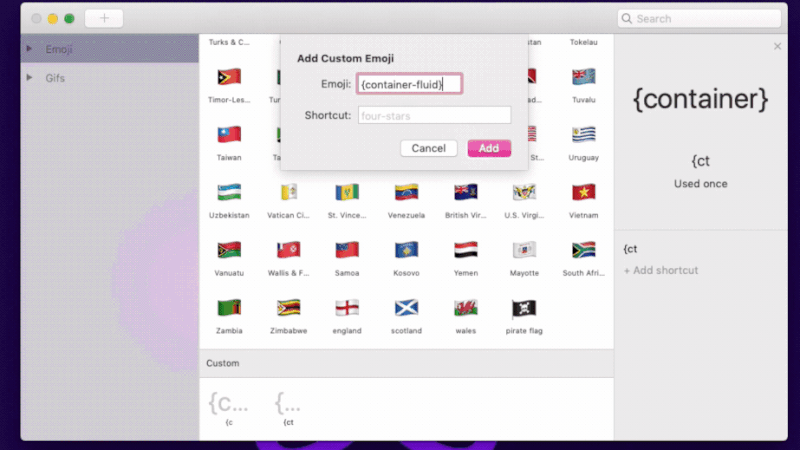 +
Search
Emoji
Gifs
Turks & C...
Tokelau
Add Custom Emoji
Emoji: {container-fluid}
Shortcut: four-stars
Cancel Add
Timor-Les...
Tuvalu
Taiwan
Uruguay
Uzbekistan Vatican Ci... St. Vince... Venezuela British Vir... U.S. Virgi... Vietnam
Vanuatu Wallis & F... Samoa Kosovo Yemen Mayotte South Afri...
Zambia Zimbabwe england scotland wales pirate flag
Custom
{c... {...
{c {ct
{container}
{ct
Used once
{ct
+ Add shortcut